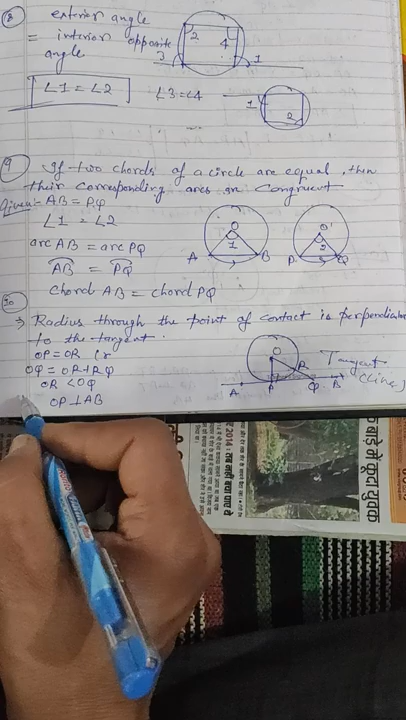 8 exterior angle
= interior opposite
angle
∠1 = ∠2 ∠3=∠4
2 4
3 1
1
2
9 If two chords of a circle are equal, then
their corresponding arcs are Congruent
Given:- AB = PQ
∠1 = ∠2
arc AB = arc PQ
AB = PQ
Chord AB = chord PQ
O O'
1 2
A B P Q
10
→ Radius through the point of contact is perpendicular
to the tangent.
OP = OR
OQ = OR+RQ
OR < OQ
OP ⊥ AB
O
R
A P Q B
Tangent
(line)
2014